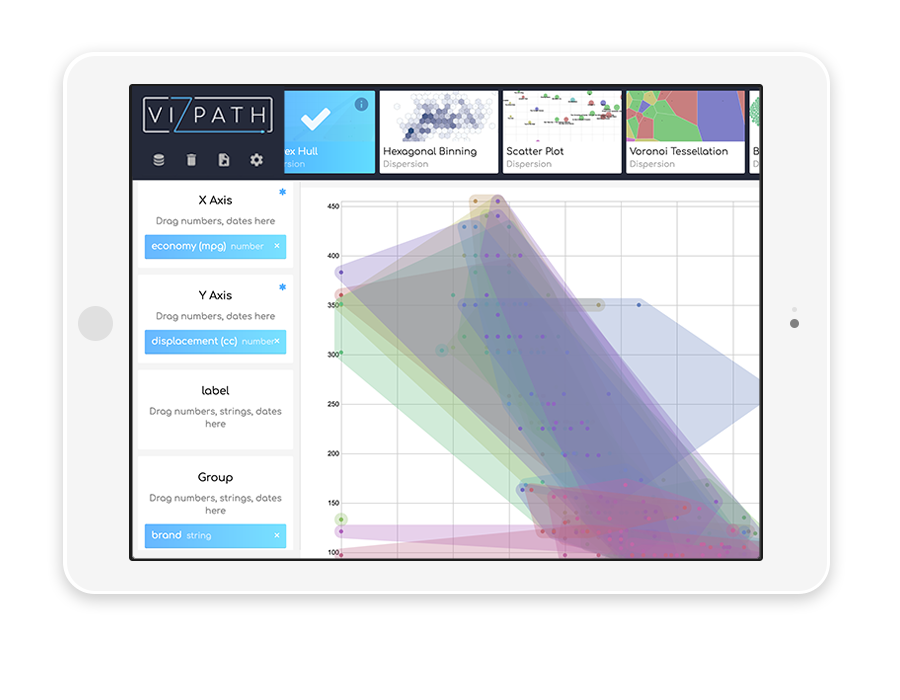 VIZPATH
ex Hull
rsion
Hexagonal Binning
Dispersion
Scatter Plot
Dispersion
Voronoi Tessellation
Dispersion
B
D
X Axis
Drag numbers, dates here
economy (mpg) number ×
Y Axis
Drag numbers, dates here
displacement (cc) number×
label
Drag numbers, strings, dates
here
Group
Drag numbers, strings, dates
here
brand string ×
450
400
350
300
250
200
150
100